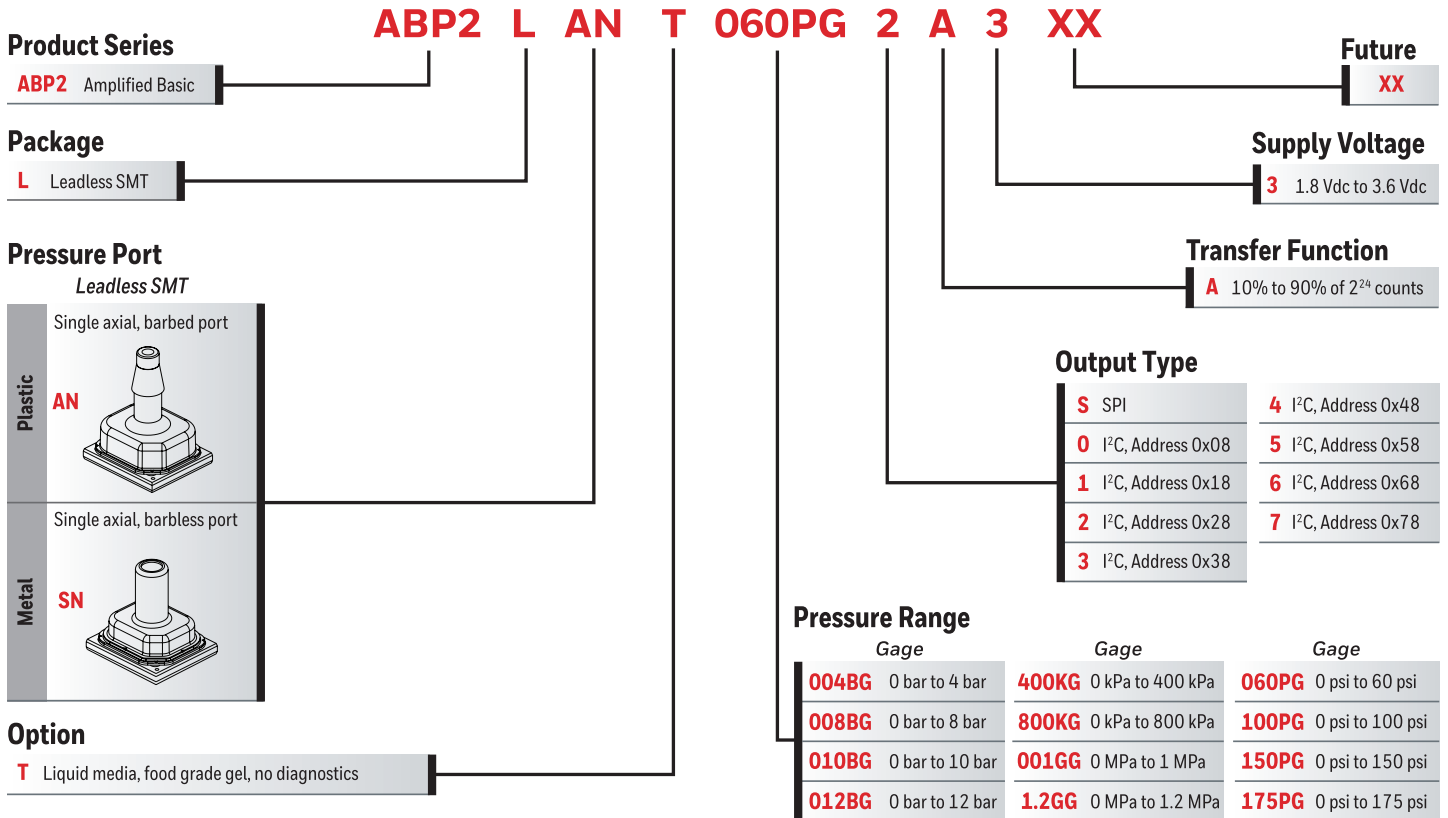 ABP2 L AN T 060PG 2 A 3 XX
Product Series
ABP2 Amplified Basic
Package
L Leadless SMT
Pressure Port
Leadless SMT
Plastic
Single axial, barbed port
AN
Metal
Single axial, barbless port
SN
Option
T Liquid media, food grade gel, no diagnostics
Future
XX
Supply Voltage
3 1.8 Vdc to 3.6 Vdc
Transfer Function
A 10% to 90% of 2²⁴ counts
Output Type
S SPI
0 I²C, Address 0x08
1 I²C, Address 0x18
2 I²C, Address 0x28
3 I²C, Address 0x38
4 I²C, Address 0x48
5 I²C, Address 0x58
6 I²C, Address 0x68
7 I²C, Address 0x78
Pressure Range
Gage
004BG 0 bar to 4 bar
008BG 0 bar to 8 bar
010BG 0 bar to 10 bar
012BG 0 bar to 12 bar
Gage
400KG 0 kPa to 400 kPa
800KG 0 kPa to 800 kPa
001GG 0 MPa to 1 MPa
1.2GG 0 MPa to 1.2 MPa
Gage
060PG 0 psi to 60 psi
100PG 0 psi to 100 psi
150PG 0 psi to 150 psi
175PG 0 psi to 175 psi